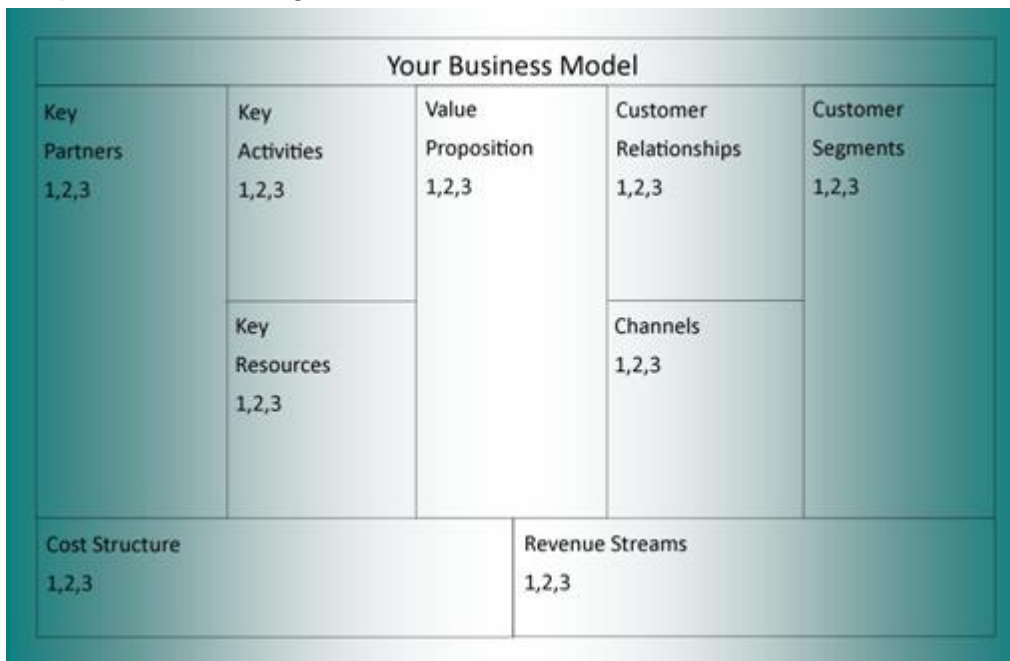 Your Business Model
Key
Partners
1,2,3
Key
Activities
1,2,3
Key
Resources
1,2,3
Value
Proposition
1,2,3
Customer
Relationships
1,2,3
Channels
1,2,3
Customer
Segments
1,2,3
Cost Structure
1,2,3
Revenue Streams
1,2,3